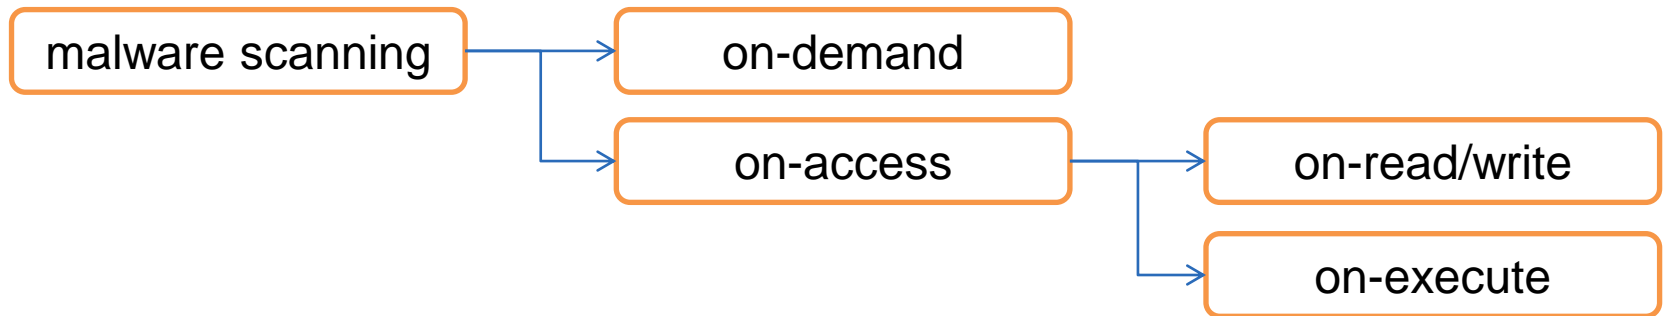 malware scanning
on-demand
on-access
on-read/write
on-execute